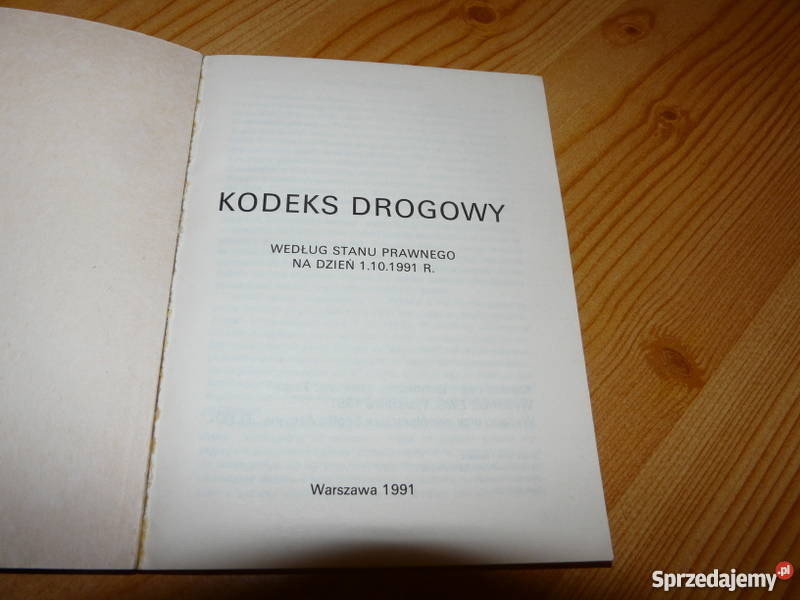 KODEKS DROGOWY
WEDŁUG STANU PRAWNEGO
NA DZIEŃ 1.10.1991 R.
Warszawa 1991
Sprzedajemy.pl